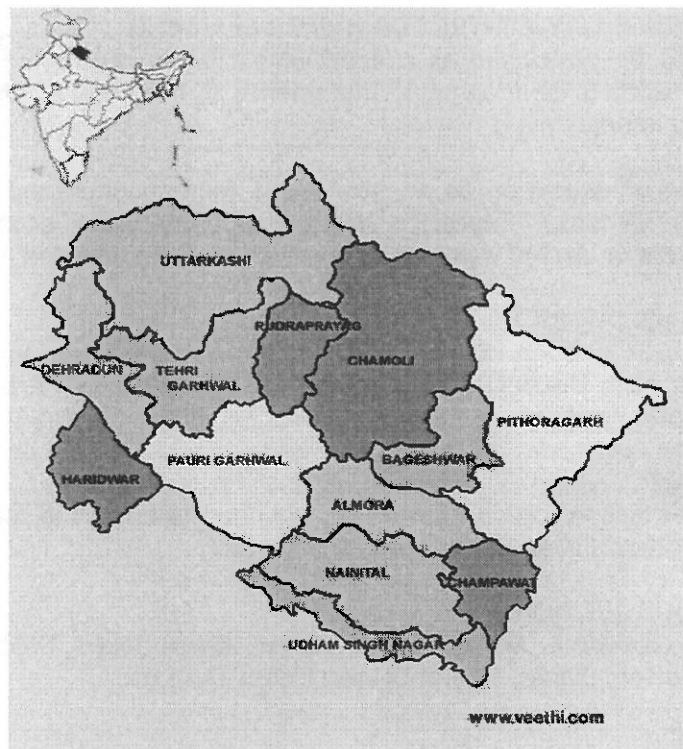 UTTARKASHI
RUDRAPRAYAG
DEHRADUN
TEHRI
GARHWAL
CHAMOLI
PITHORAGARH
PAURI GARHWAL
BAGESHWAR
HARIDWAR
ALMORA
NAINITAL
CHAMPAWAT
UDHAM SINGH NAGAR
www.veethi.com